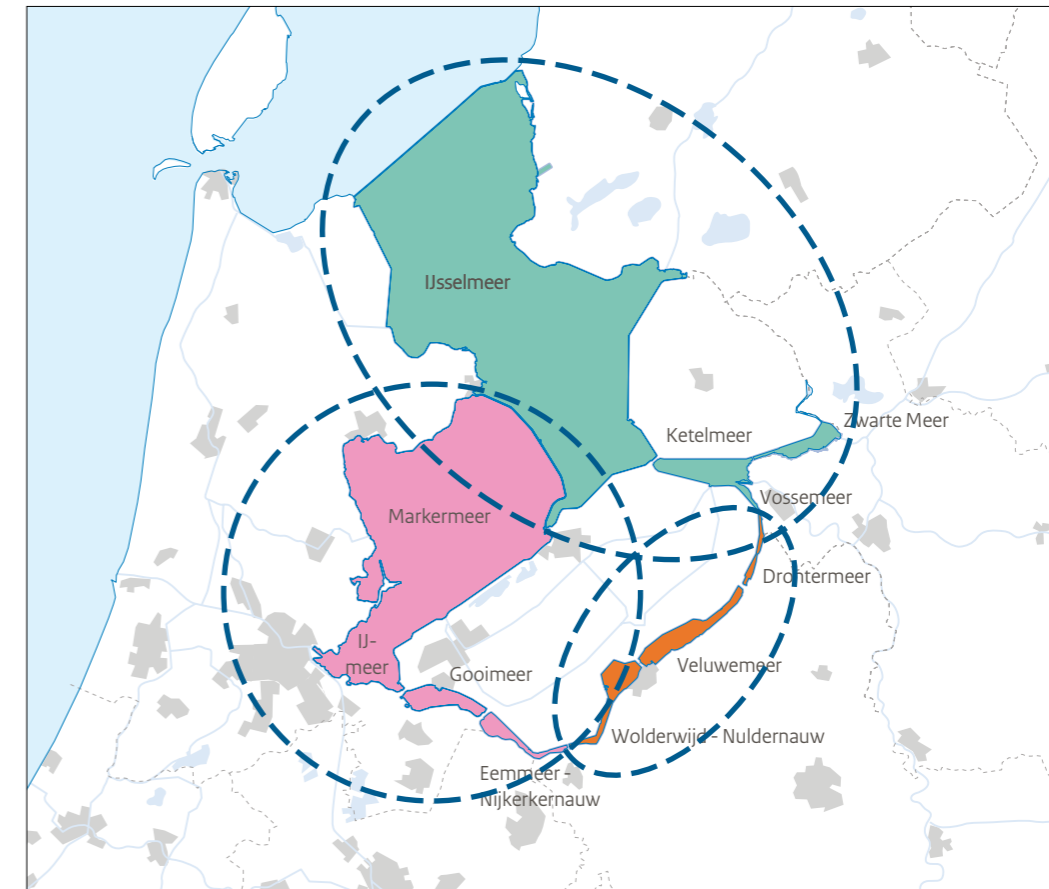 IJsselmeer
Zwarte Meer
Ketelmeer
Vossemeer
Markermeer
Drontermeer
IJ-
meer
Gooimeer
Veluwemeer
Wolderwijd - Nuldernauw
Eemmeer -
Nijkerkernauw